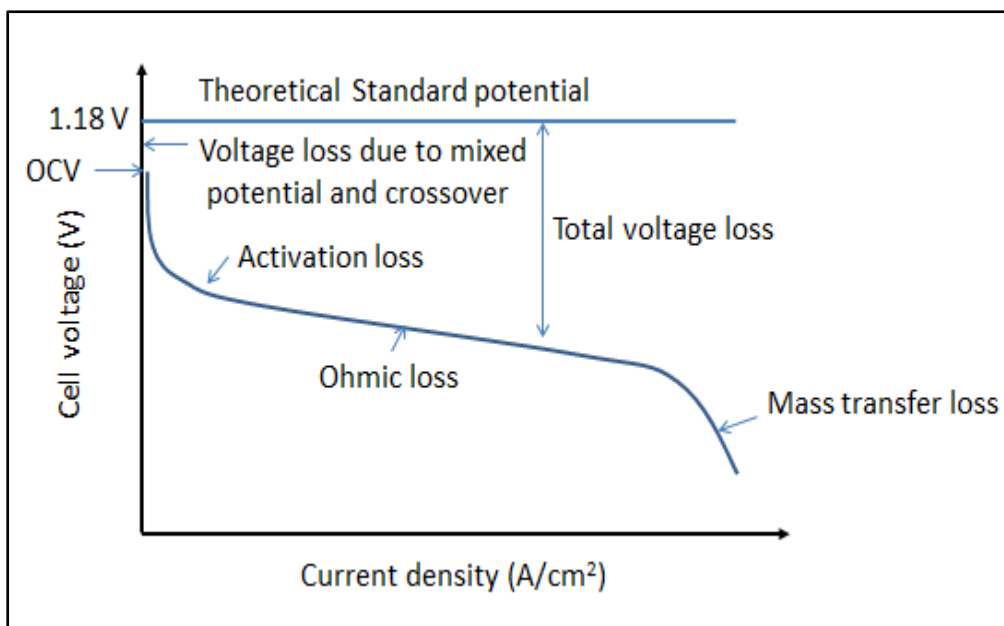 Theoretical Standard potential
1.18 V
Voltage loss due to mixed
potential and crossover
OCV
Total voltage loss
Activation loss
Ohmic loss
Mass transfer loss
Cell voltage (V)
Current density (A/cm²)